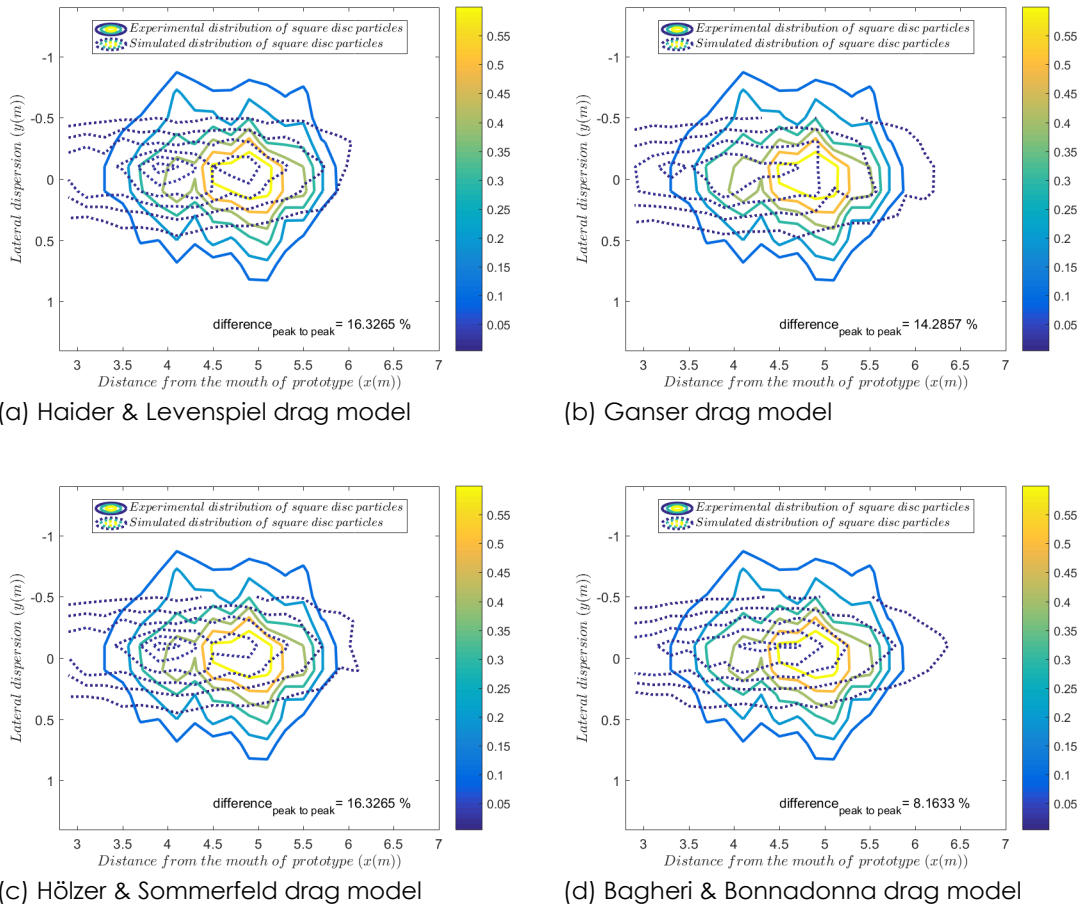 Experimental distribution of square disc particles
Simulated distribution of square disc particles
-1
-0.5
0
0.5
1
Lateral dispersion (y(m))
difference peak to peak= 16.3265 %
3 3.5 4 4.5 5 5.5 6 6.5 7
Distance from the mouth of prototype (x(m))
0.55
0.5
0.45
0.4
0.35
0.3
0.25
0.2
0.15
0.1
0.05
(a) Haider & Levenspiel drag model
Experimental distribution of square disc particles
Simulated distribution of square disc particles
-1
-0.5
0
0.5
1
Lateral dispersion (y(m))
difference peak to peak= 14.2857 %
3 3.5 4 4.5 5 5.5 6 6.5 7
Distance from the mouth of prototype (x(m))
0.55
0.5
0.45
0.4
0.35
0.3
0.25
0.2
0.15
0.1
0.05
(b) Ganser drag model
Experimental distribution of square disc particles
Simulated distribution of square disc particles
-1
-0.5
0
0.5
1
Lateral dispersion (y(m))
difference peak to peak= 16.3265 %
3 3.5 4 4.5 5 5.5 6 6.5 7
Distance from the mouth of prototype (x(m))
0.55
0.5
0.45
0.4
0.35
0.3
0.25
0.2
0.15
0.1
0.05
(c) Hölzer & Sommerfeld drag model
Experimental distribution of square disc particles
Simulated distribution of square disc particles
-1
-0.5
0
0.5
1
Lateral dispersion (y(m))
difference peak to peak= 8.1633 %
3 3.5 4 4.5 5 5.5 6 6.5 7
Distance from the mouth of prototype (x(m))
0.55
0.5
0.45
0.4
0.35
0.3
0.25
0.2
0.15
0.1
0.05
(d) Bagheri & Bonnadonna drag model